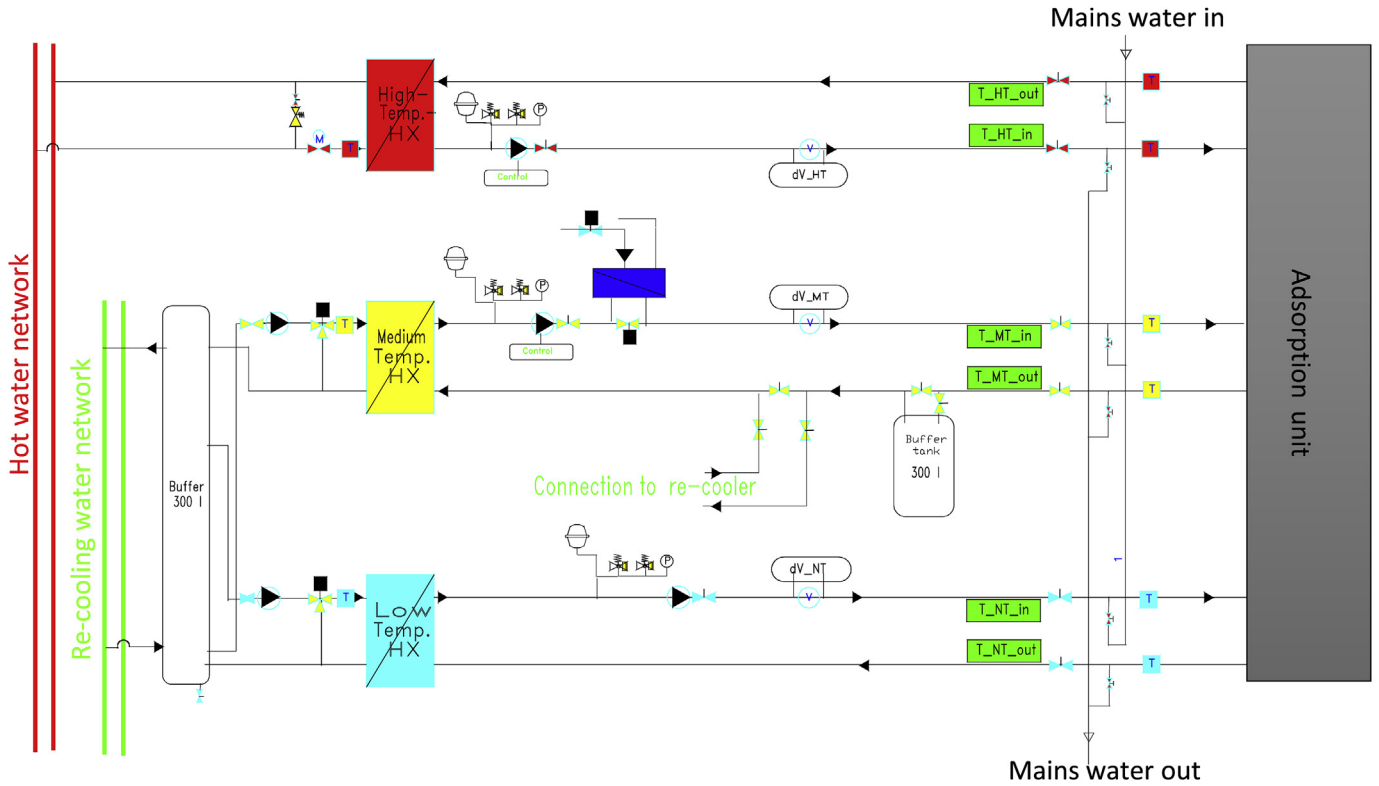 Mains water in
T
High-
Temp.-
HX
T_HT_out
P
T_HT_in
M
T
V
T
Control
dV_HT
Hot water network
Adsorption unit
P
dV_MT
T
Medium
Temp.
HX
V
T
Control
T_MT_in
T_MT_out
T
Re-cooling water network
Buffer
300 l
Buffer
tank
300 l
Connection to re-cooler
P
1
dV_NT
T
Low
Temp.
HX
V
T
T_NT_in
T_NT_out
T
Mains water out